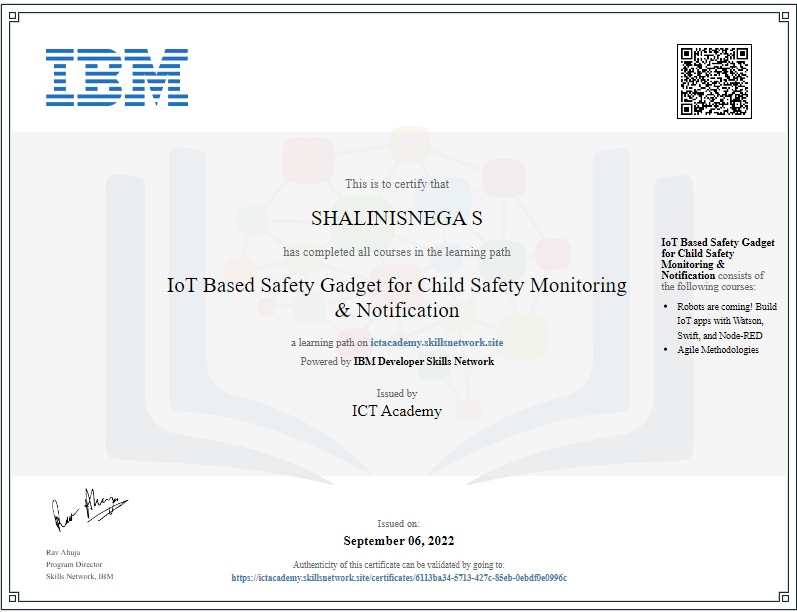 IBM
This is to certify that
SHALINISNEGA S
has completed all courses in the learning path
IoT Based Safety Gadget for Child Safety Monitoring
& Notification
a learning path on ictacademy.skillsnetwork.site
Powered by IBM Developer Skills Network
Issued by
ICT Academy
IoT Based Safety Gadget
for Child Safety
Monitoring &
Notification consists of
the following courses:
• Robots are coming! Build
IoT apps with Watson,
Swift, and Node-RED
• Agile Methodologies
Rav Ahuja
Rav Ahuja
Program Director
Skills Network, IBM
Issued on:
September 06, 2022
Authenticity of this certificate can be validated by going to:
https://ictacademy.skillsnetwork.site/certificates/6113ba34-5713-427c-85eb-0ebdf0e0996c